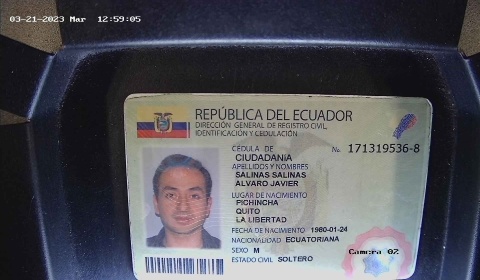 03-21-2023 Mar 12:59:05
REPÚBLICA DEL ECUADOR
DIRECCIÓN GENERAL DE REGISTRO CIVIL,
IDENTIFICACIÓN Y CEDULACIÓN
CÉDULA DE No. 171319536-8
CIUDADANÍA
APELLIDOS Y NOMBRES
SALINAS SALINAS
ALVARO JAVIER
LUGAR DE NACIMIENTO
PICHINCHA
QUITO
LA LIBERTAD
FECHA DE NACIMIENTO 1980-01-24
NACIONALIDAD ECUATORIANA
SEXO M
ESTADO CIVIL SOLTERO
Camera 02